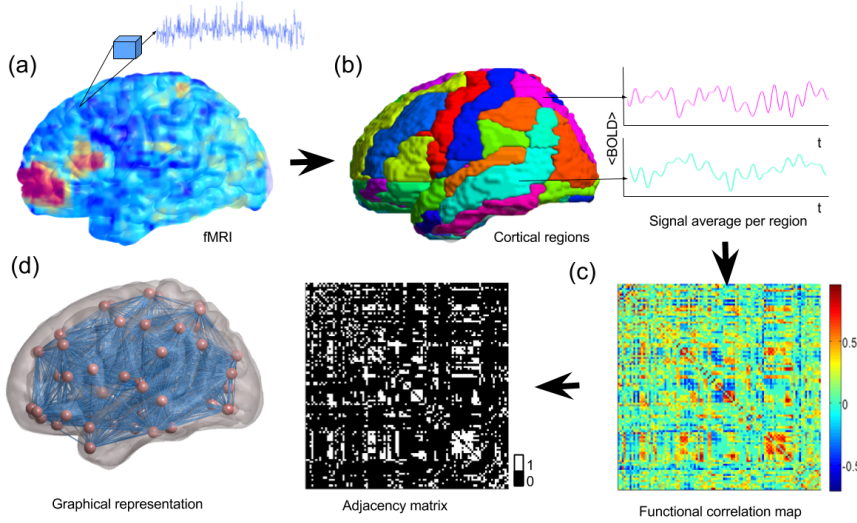 (a)
fMRI
(b)
Cortical regions
<BOLD>
t
t
Signal average per region
(c)
0.5
0
-0.5
Functional correlation map
1
0
Adjacency matrix
(d)
Graphical representation